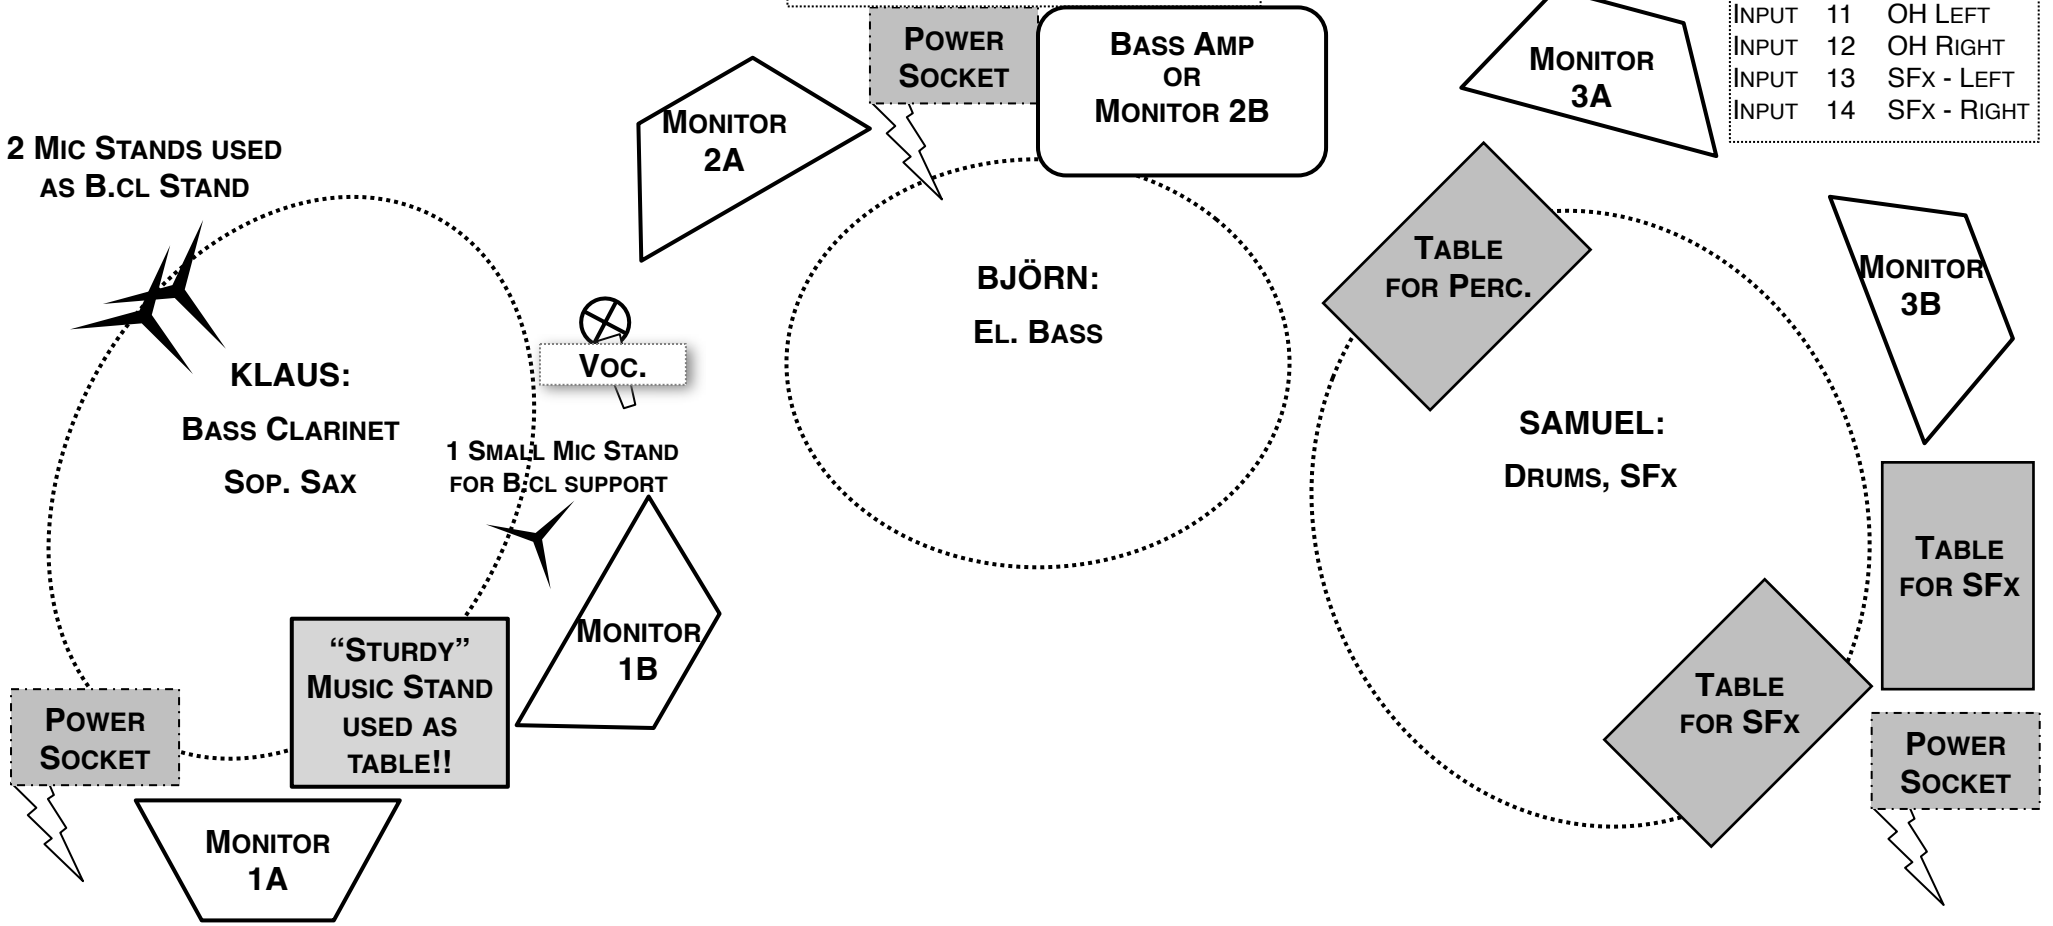 Input 11 OH Left
Input 12 OH Right
Input 13 SFx - Left
Input 14 SFx - Right
Power
Socket
Bass Amp
or
Monitor 2B
Monitor
3A
Monitor
2A
2 Mic Stands used
as B.cl Stand
Table
for Perc.
Monitor
3B
BJÖRN:
El. Bass
Voc.
KLAUS:
Bass Clarinet
Sop. Sax
1 Small Mic Stand
for B.cl support
SAMUEL:
Drums, SFx
Table
for SFx
Monitor
1B
“Sturdy”
Music Stand
used as
table!!
Table
for SFx
Power
Socket
Power
Socket
Monitor
1A